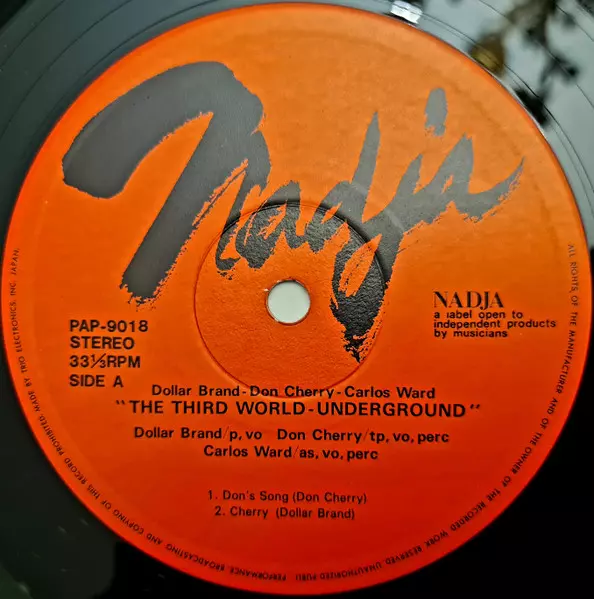 Nadja
NADJA
a label open to
independent products
by musicians
PAP-9018
STEREO
33⅓RPM
SIDE A
Dollar Brand-Don Cherry-Carlos Ward
"THE THIRD WORLD-UNDERGROUND"
Dollar Brand/p, vo Don Cherry/tp, vo, perc
Carlos Ward/as, vo, perc
1. Don's Song (Don Cherry)
2. Cherry (Dollar Brand)
ALL RIGHTS OF THE MANUFACTURER AND OF THE OWNER OF THE RECORDED WORK RESERVED UNAUTHORIZED PUBLIC PERFORMANCE, BROADCASTING AND COPYING OF THIS RECORD PROHIBITED. MADE BY TRIO ELECTRONICS, INC. JAPAN.